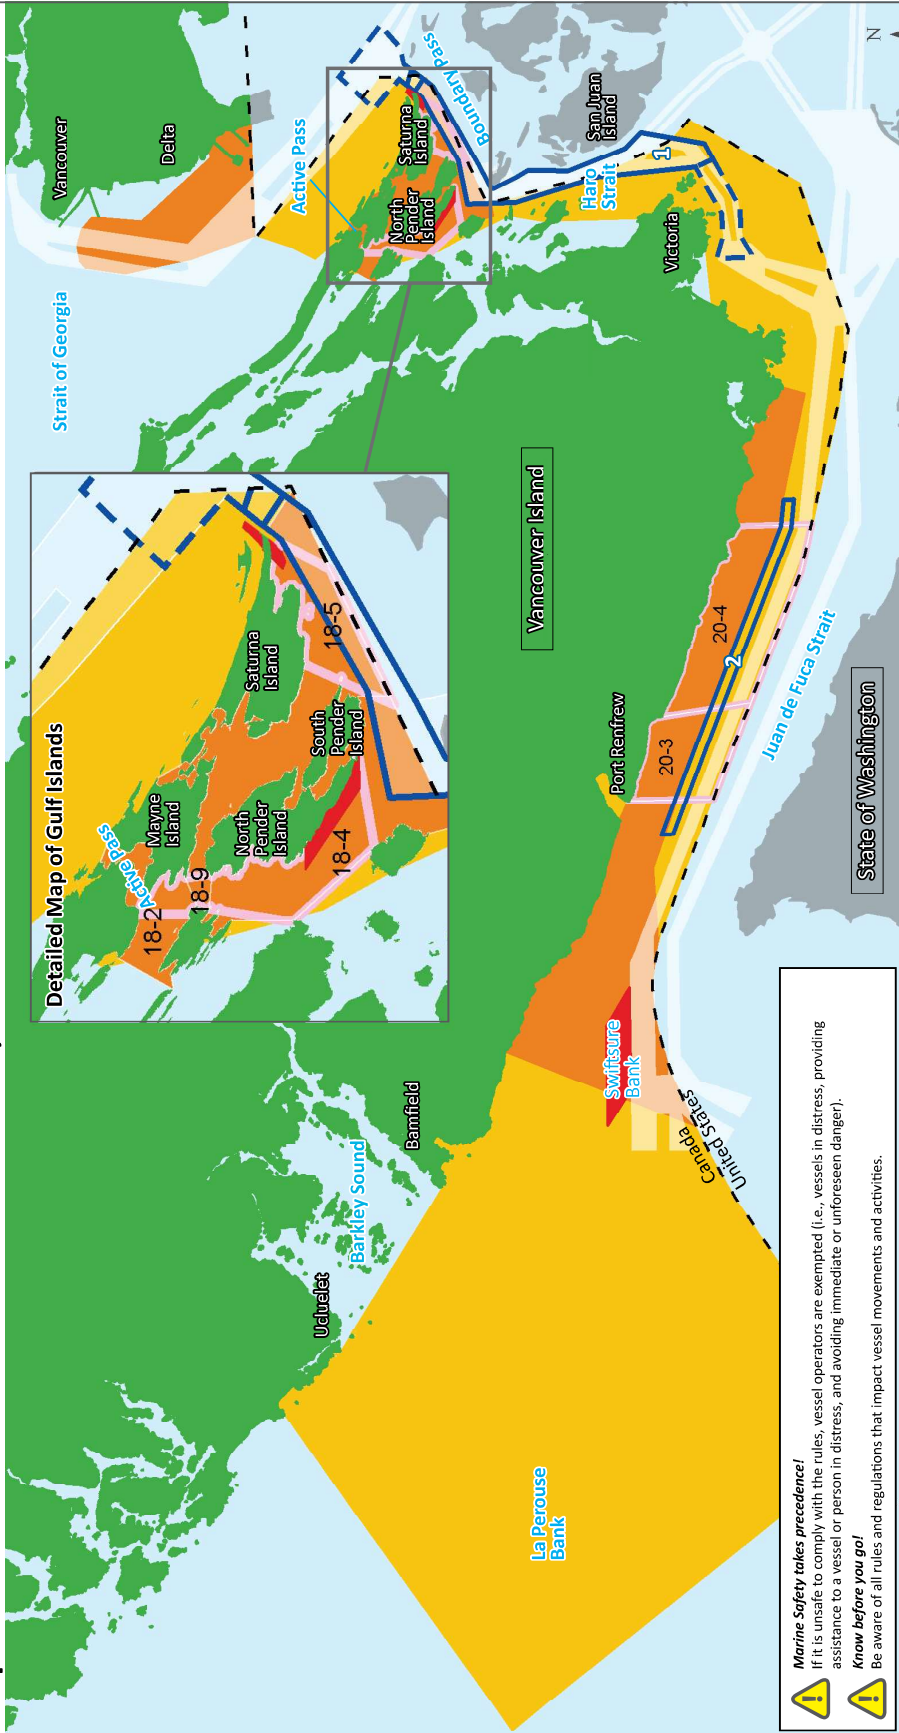 Detailed Map of Gulf Islands
Active Pass
Mayne
Island
18-2
18-9
North
Pender
Island
18-4
Saturna
Island
South
Pender
Island
18-5
Strait of Georgia
Vancouver
Delta
Active Pass
North
Pender
Island
Saturna
Island
Boundary Pass
San Juan
Island
Haro
Strait
1
Victoria
N
Ucluelet
Barkley Sound
Bamfield
Vancouver Island
Port Renfrew
20-3
20-4
2
Juan de Fuca Strait
State of Washington
Swiftsure
Bank
Canada
United States
La Perouse
Bank
Marine Safety takes precedence!
If it is unsafe to comply with the rules, vessel operators are exempted (i.e., vessels in distress, providing
assistance to a vessel or person in distress, and avoiding immediate or unforeseen danger).
Know before you go!
Be aware of all rules and regulations that impact vessel movements and activities.